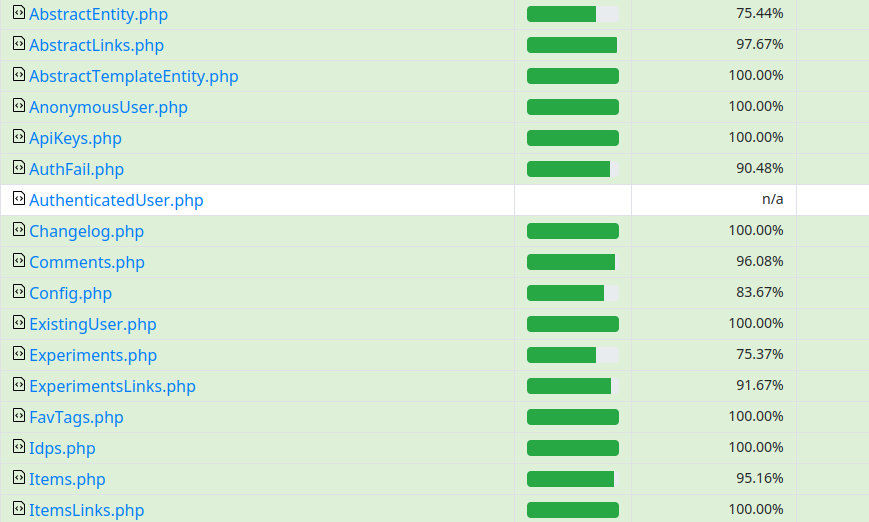 AbstractEntity.php 75.44%
AbstractLinks.php 97.67%
AbstractTemplateEntity.php 100.00%
AnonymousUser.php 100.00%
ApiKeys.php 100.00%
AuthFail.php 90.48%
AuthenticatedUser.php n/a
Changelog.php 100.00%
Comments.php 96.08%
Config.php 83.67%
ExistingUser.php 100.00%
Experiments.php 75.37%
ExperimentsLinks.php 91.67%
FavTags.php 100.00%
Idps.php 100.00%
Items.php 95.16%
ItemsLinks.php 100.00%